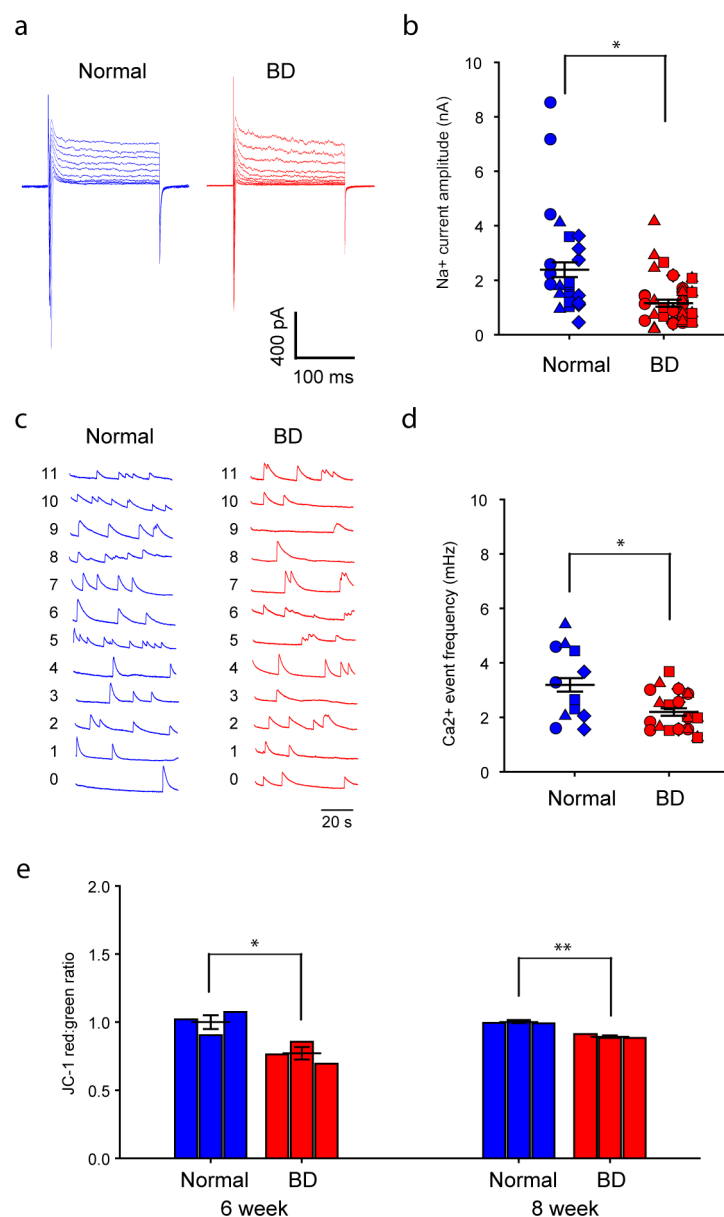 a
Normal
BD
400 pA
100 ms
b
*
10
8
6
4
2
0
Na+ current amplitude (nA)
Normal
BD
c
Normal
BD
11
10
9
8
7
6
5
4
3
2
1
0
11
10
9
8
7
6
5
4
3
2
1
0
20 s
d
*
10
8
6
4
2
0
Ca2+ event frequency (mHz)
Normal
BD
e
2.0
1.5
1.0
0.5
0.0
JC-1 red:green ratio
*
**
Normal
BD
Normal
BD
6 week
8 week